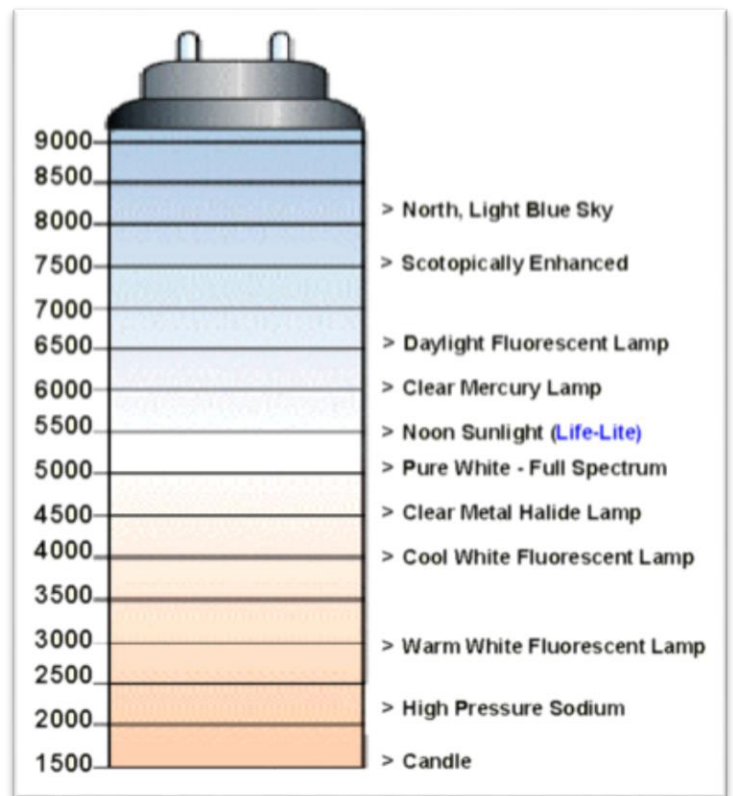 9000
8500
> North, Light Blue Sky
8000
7500
> Scotopically Enhanced
7000
6500
> Daylight Fluorescent Lamp
6000
> Clear Mercury Lamp
5500
> Noon Sunlight (Life-Lite)
5000
> Pure White - Full Spectrum
4500
> Clear Metal Halide Lamp
4000
> Cool White Fluorescent Lamp
3500
3000
> Warm White Fluorescent Lamp
2500
2000
> High Pressure Sodium
1500
> Candle